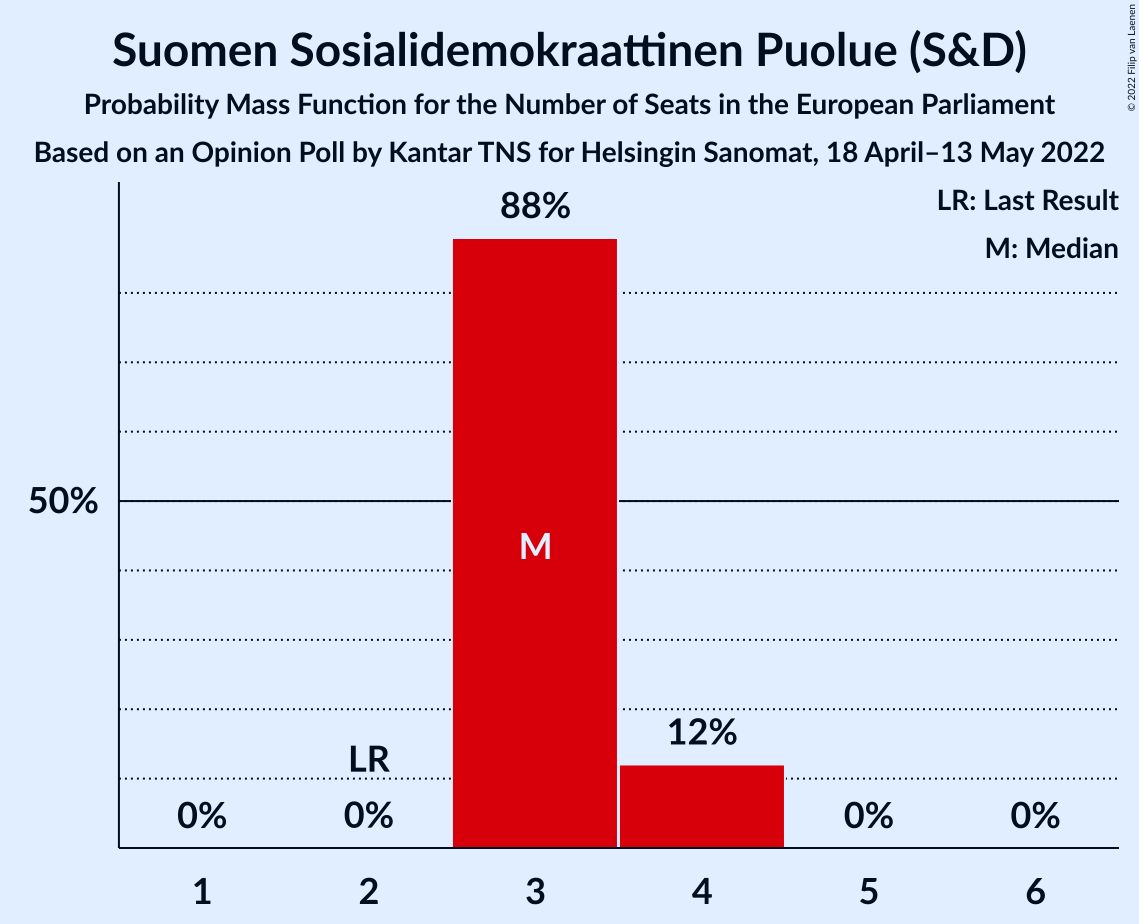 Suomen Sosialidemokraattinen Puolue (S&D)
Probability Mass Function for the Number of Seats in the European Parliament
Based on an Opinion Poll by Kantar TNS for Helsingin Sanomat, 18 April–13 May 2022
© 2022 Filip van Laenen
LR: Last Result
M: Median
88%
50%
M
12%
LR
0%
0%
0%
0%
1
2
3
4
5
6